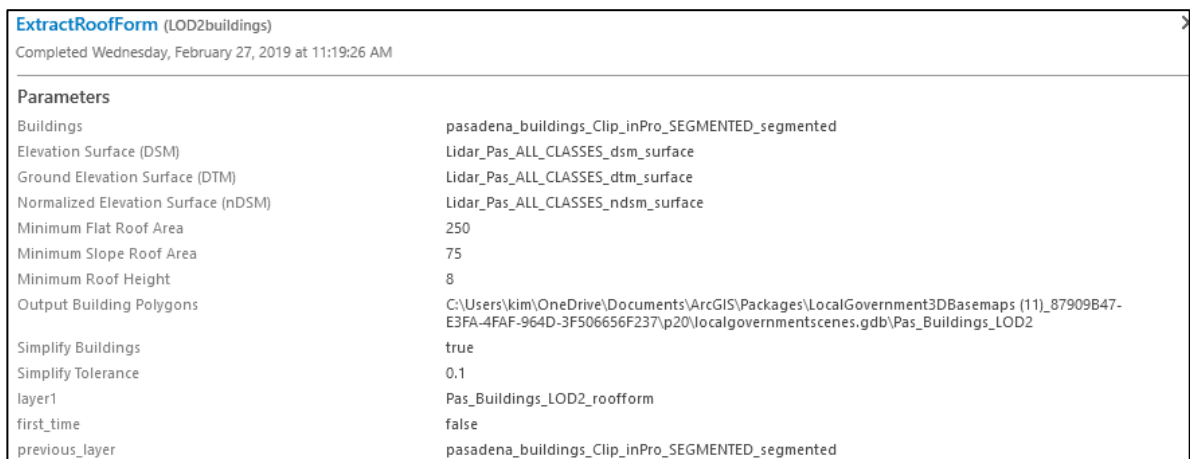 ExtractRoofForm (LOD2buildings)
Completed Wednesday, February 27, 2019 at 11:19:26 AM
Parameters
Buildings pasadena_buildings_Clip_inPro_SEGMENTED_segmented
Elevation Surface (DSM) Lidar_Pas_ALL_CLASSES_dsm_surface
Ground Elevation Surface (DTM) Lidar_Pas_ALL_CLASSES_dtm_surface
Normalized Elevation Surface (nDSM) Lidar_Pas_ALL_CLASSES_ndsm_surface
Minimum Flat Roof Area 250
Minimum Slope Roof Area 75
Minimum Roof Height 8
Output Building Polygons C:\Users\kim\OneDrive\Documents\ArcGIS\Packages\LocalGovernment3DBasemaps (11)_87909B47-
E3FA-4FAF-964D-3F506656F237\p20\localgovernmentscenes.gdb\Pas_Buildings_LOD2
Simplify Buildings true
Simplify Tolerance 0.1
layer1 Pas_Buildings_LOD2_roofform
first_time false
previous_layer pasadena_buildings_Clip_inPro_SEGMENTED_segmented